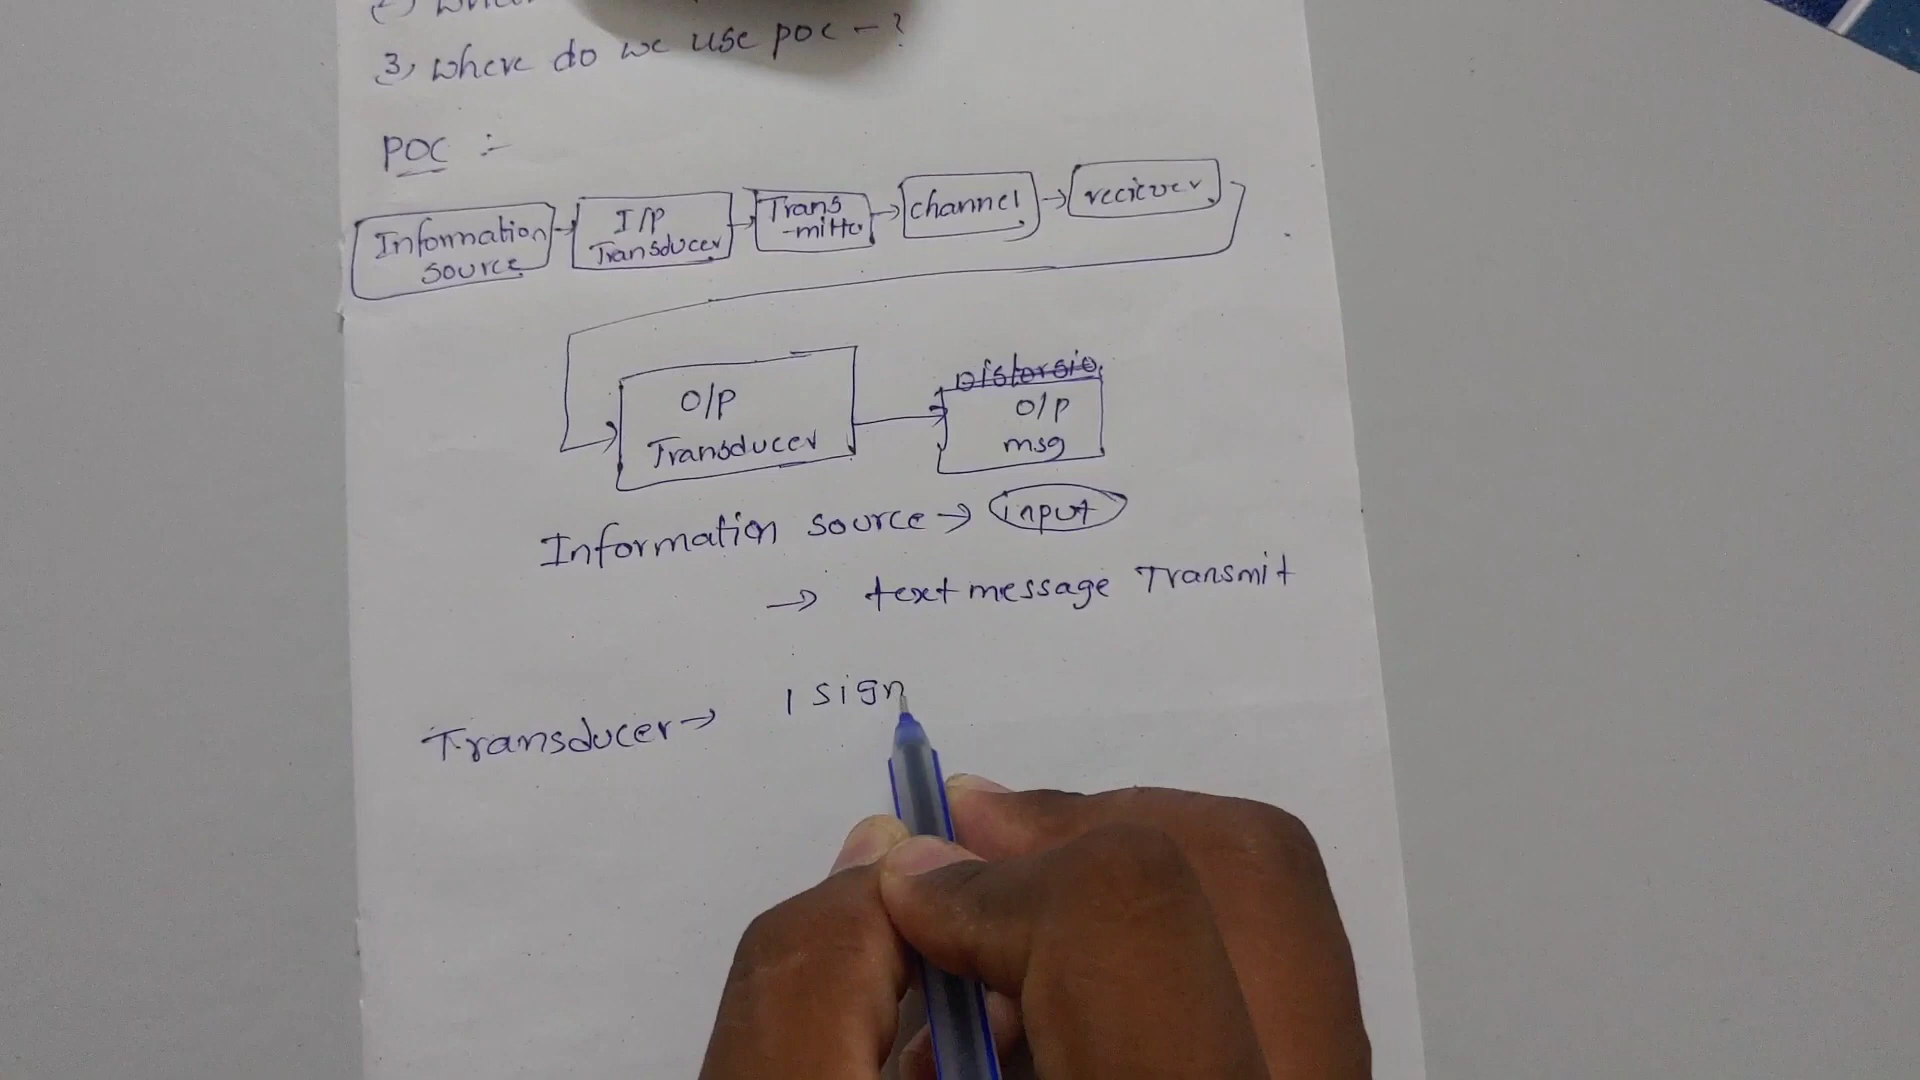 3, where do we use poc - ?
POC :-
Information source
I/P Transducer
Trans -mitter
channel
reciever
O/P Transducer
O/P msg
Information source → input
→ text message Transmit
Transducer → 1 sign